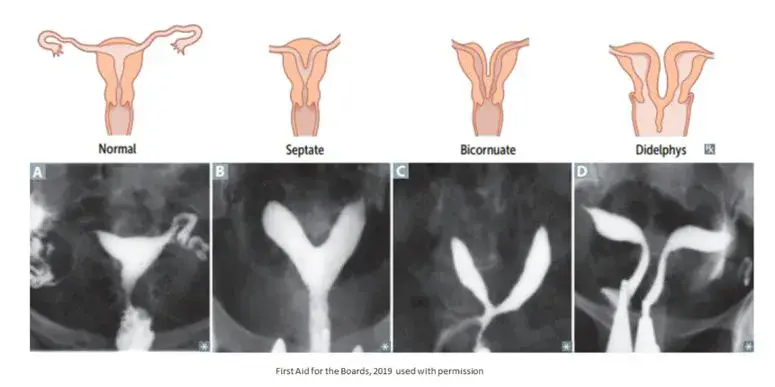 Normal
Septate
Bicornuate
Didelphys
A
B
C
D
First Aid for the Boards, 2019 used with permission